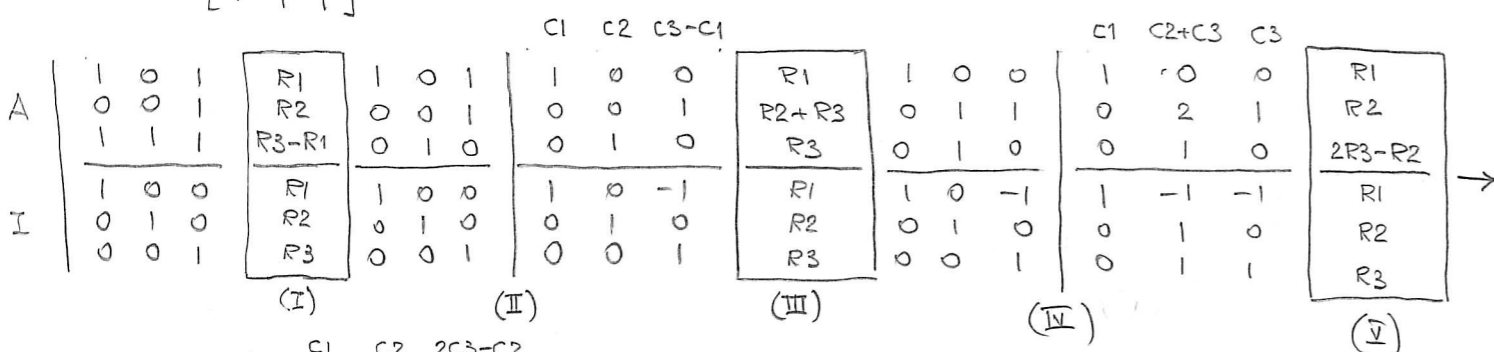 C1 C2 C3-C1 C1 C2+C3 C3
1 0 1 R1 1 0 1 1 0 0 R1 1 0 0 1 0 0 R1
A 0 0 1 R2 0 0 1 0 0 1 R2+R3 0 1 1 0 2 1 R2
1 1 1 R3-R1 0 1 0 0 1 0 R3 0 1 0 0 1 0 2R3-R2
1 0 0 R1 1 0 0 1 0 -1 R1 1 0 -1 1 -1 -1 R1 →
I 0 1 0 R2 0 1 0 0 1 0 R2 0 1 0 0 1 0 R2
0 0 1 R3 0 0 1 0 0 1 R3 0 0 1 0 1 1 R3
(I) (II) (III) (IV) (V)
C1 C2 2C3-C2